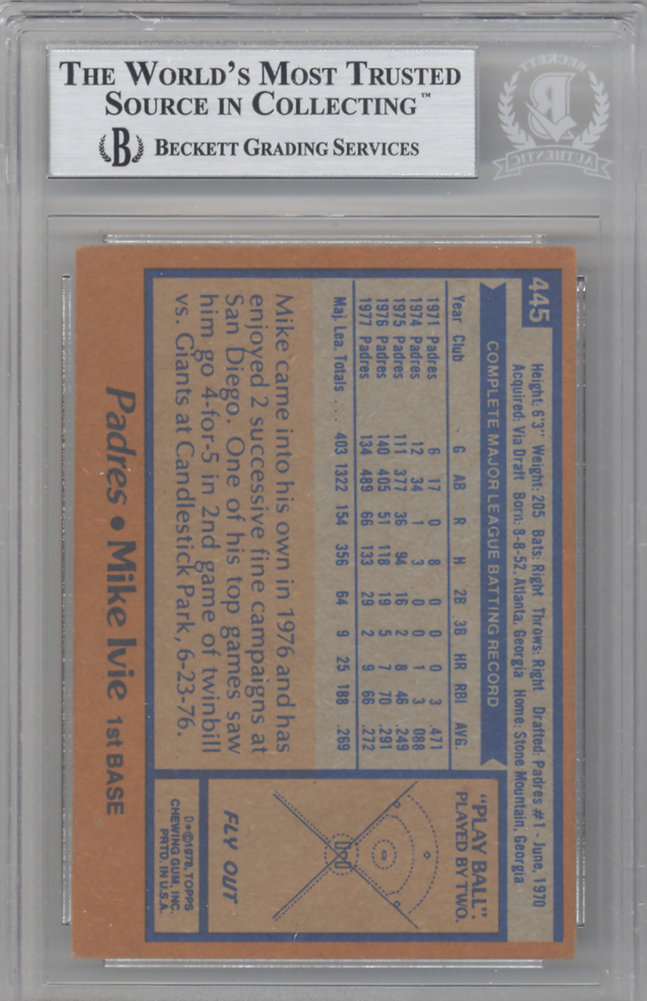 THE WORLD'S MOST TRUSTED
SOURCE IN COLLECTING™
B BECKETT GRADING SERVICES
BECKETT
B
AUTHENTIC
445
Height: 6'3" Weight: 205 Bats: Right Throws: Right Drafted: Padres #1 - June, 1970
Acquired: Via Draft Born: 8-8-52, Atlanta, Georgia Home: Stone Mountain, Georgia
COMPLETE MAJOR LEAGUE BATTING RECORD
Year Club G AB R H 2B 3B HR RBI AVG.
1971 Padres 6 17 0 8 0 0 0 3 .471
1974 Padres 12 34 1 3 0 0 1 3 .088
1975 Padres 111 377 36 94 16 2 8 46 .249
1976 Padres 140 405 51 118 19 5 7 70 .291
1977 Padres 134 489 66 133 29 2 9 66 .272
Maj. Lea. Totals 403 1322 154 356 64 9 25 188 .269
Mike came into his own in 1976 and has
enjoyed 2 successive fine campaigns at
San Diego. One of his top games saw
him go 4-for-5 in 2nd game of twinbill
vs. Giants at Candlestick Park, 6-23-76.
"PLAY BALL"
PLAYED BY TWO.
FLY OUT
D*©1978, TOPPS
CHEWING GUM, INC.
PRTD. IN U.S.A.
Padres • Mike Ivie 1st BASE